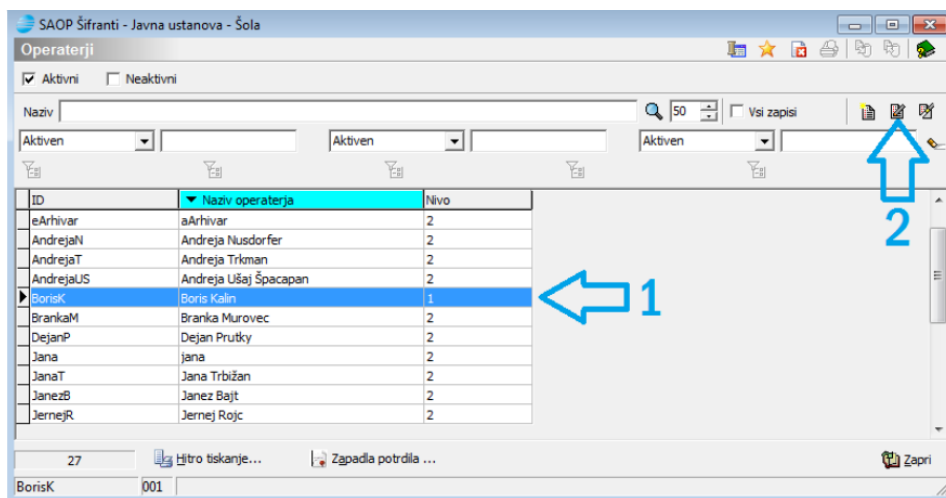 SAOP Šifranti - Javna ustanova - Šola
Operaterji
Aktivni Neaktivni
Naziv 50 Vsi zapisi
Aktiven Aktiven Aktiven
2
ID Naziv operaterja Nivo
eArhivar aArhivar 2
AndrejaN Andreja Nusdorfer 2
AndrejaT Andreja Trkman 2
AndrejaUS Andreja Ušaj Špacapan 2
BorisK Boris Kalin 1
1
BrankaM Branka Murovec 2
DejanP Dejan Prutky 2
Jana jana 2
JanaT Jana Trbižan 2
JanezB Janez Bajt 2
JernejR Jernej Rojc 2
27 Hitro tiskanje... Zapadla potrdila ... Zapri
BorisK 001